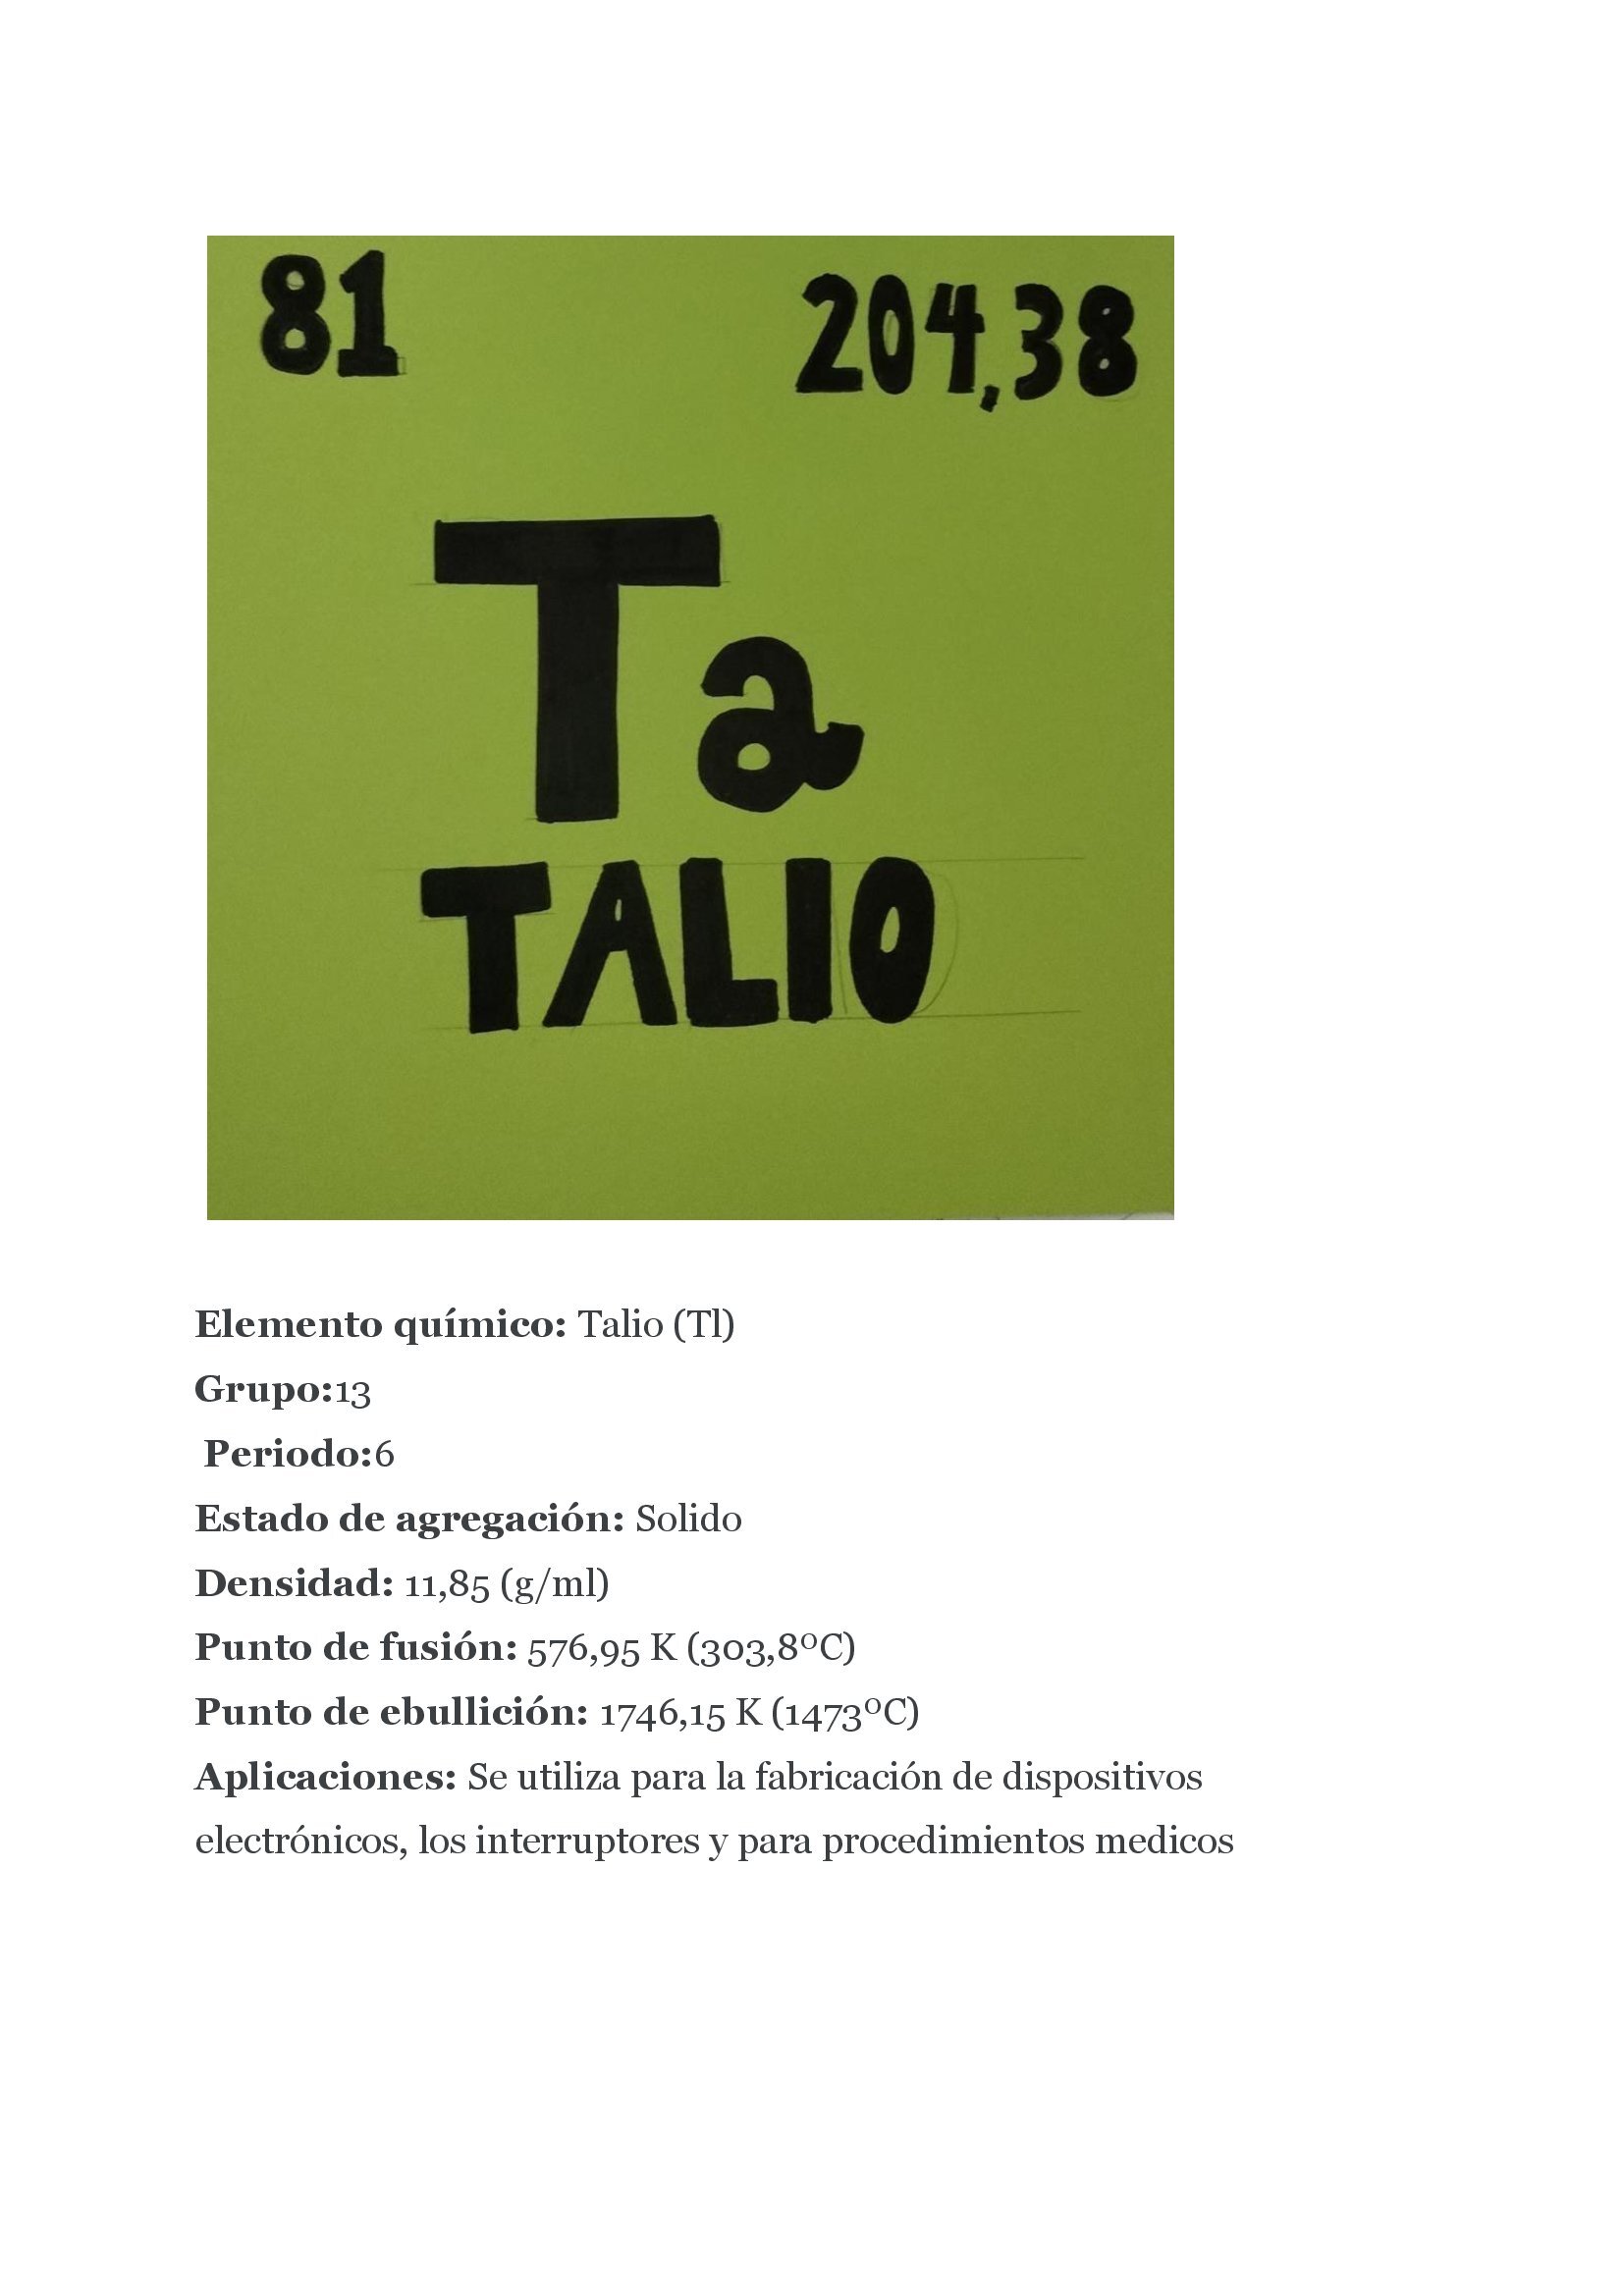 81 204,38
Ta
TALIO
Elemento químico: Talio (Tl)
Grupo:13
Periodo:6
Estado de agregación: Solido
Densidad: 11,85 (g/ml)
Punto de fusión: 576,95 K (303,8ºC)
Punto de ebullición: 1746,15 K (1473ºC)
Aplicaciones: Se utiliza para la fabricación de dispositivos
electrónicos, los interruptores y para procedimientos medicos